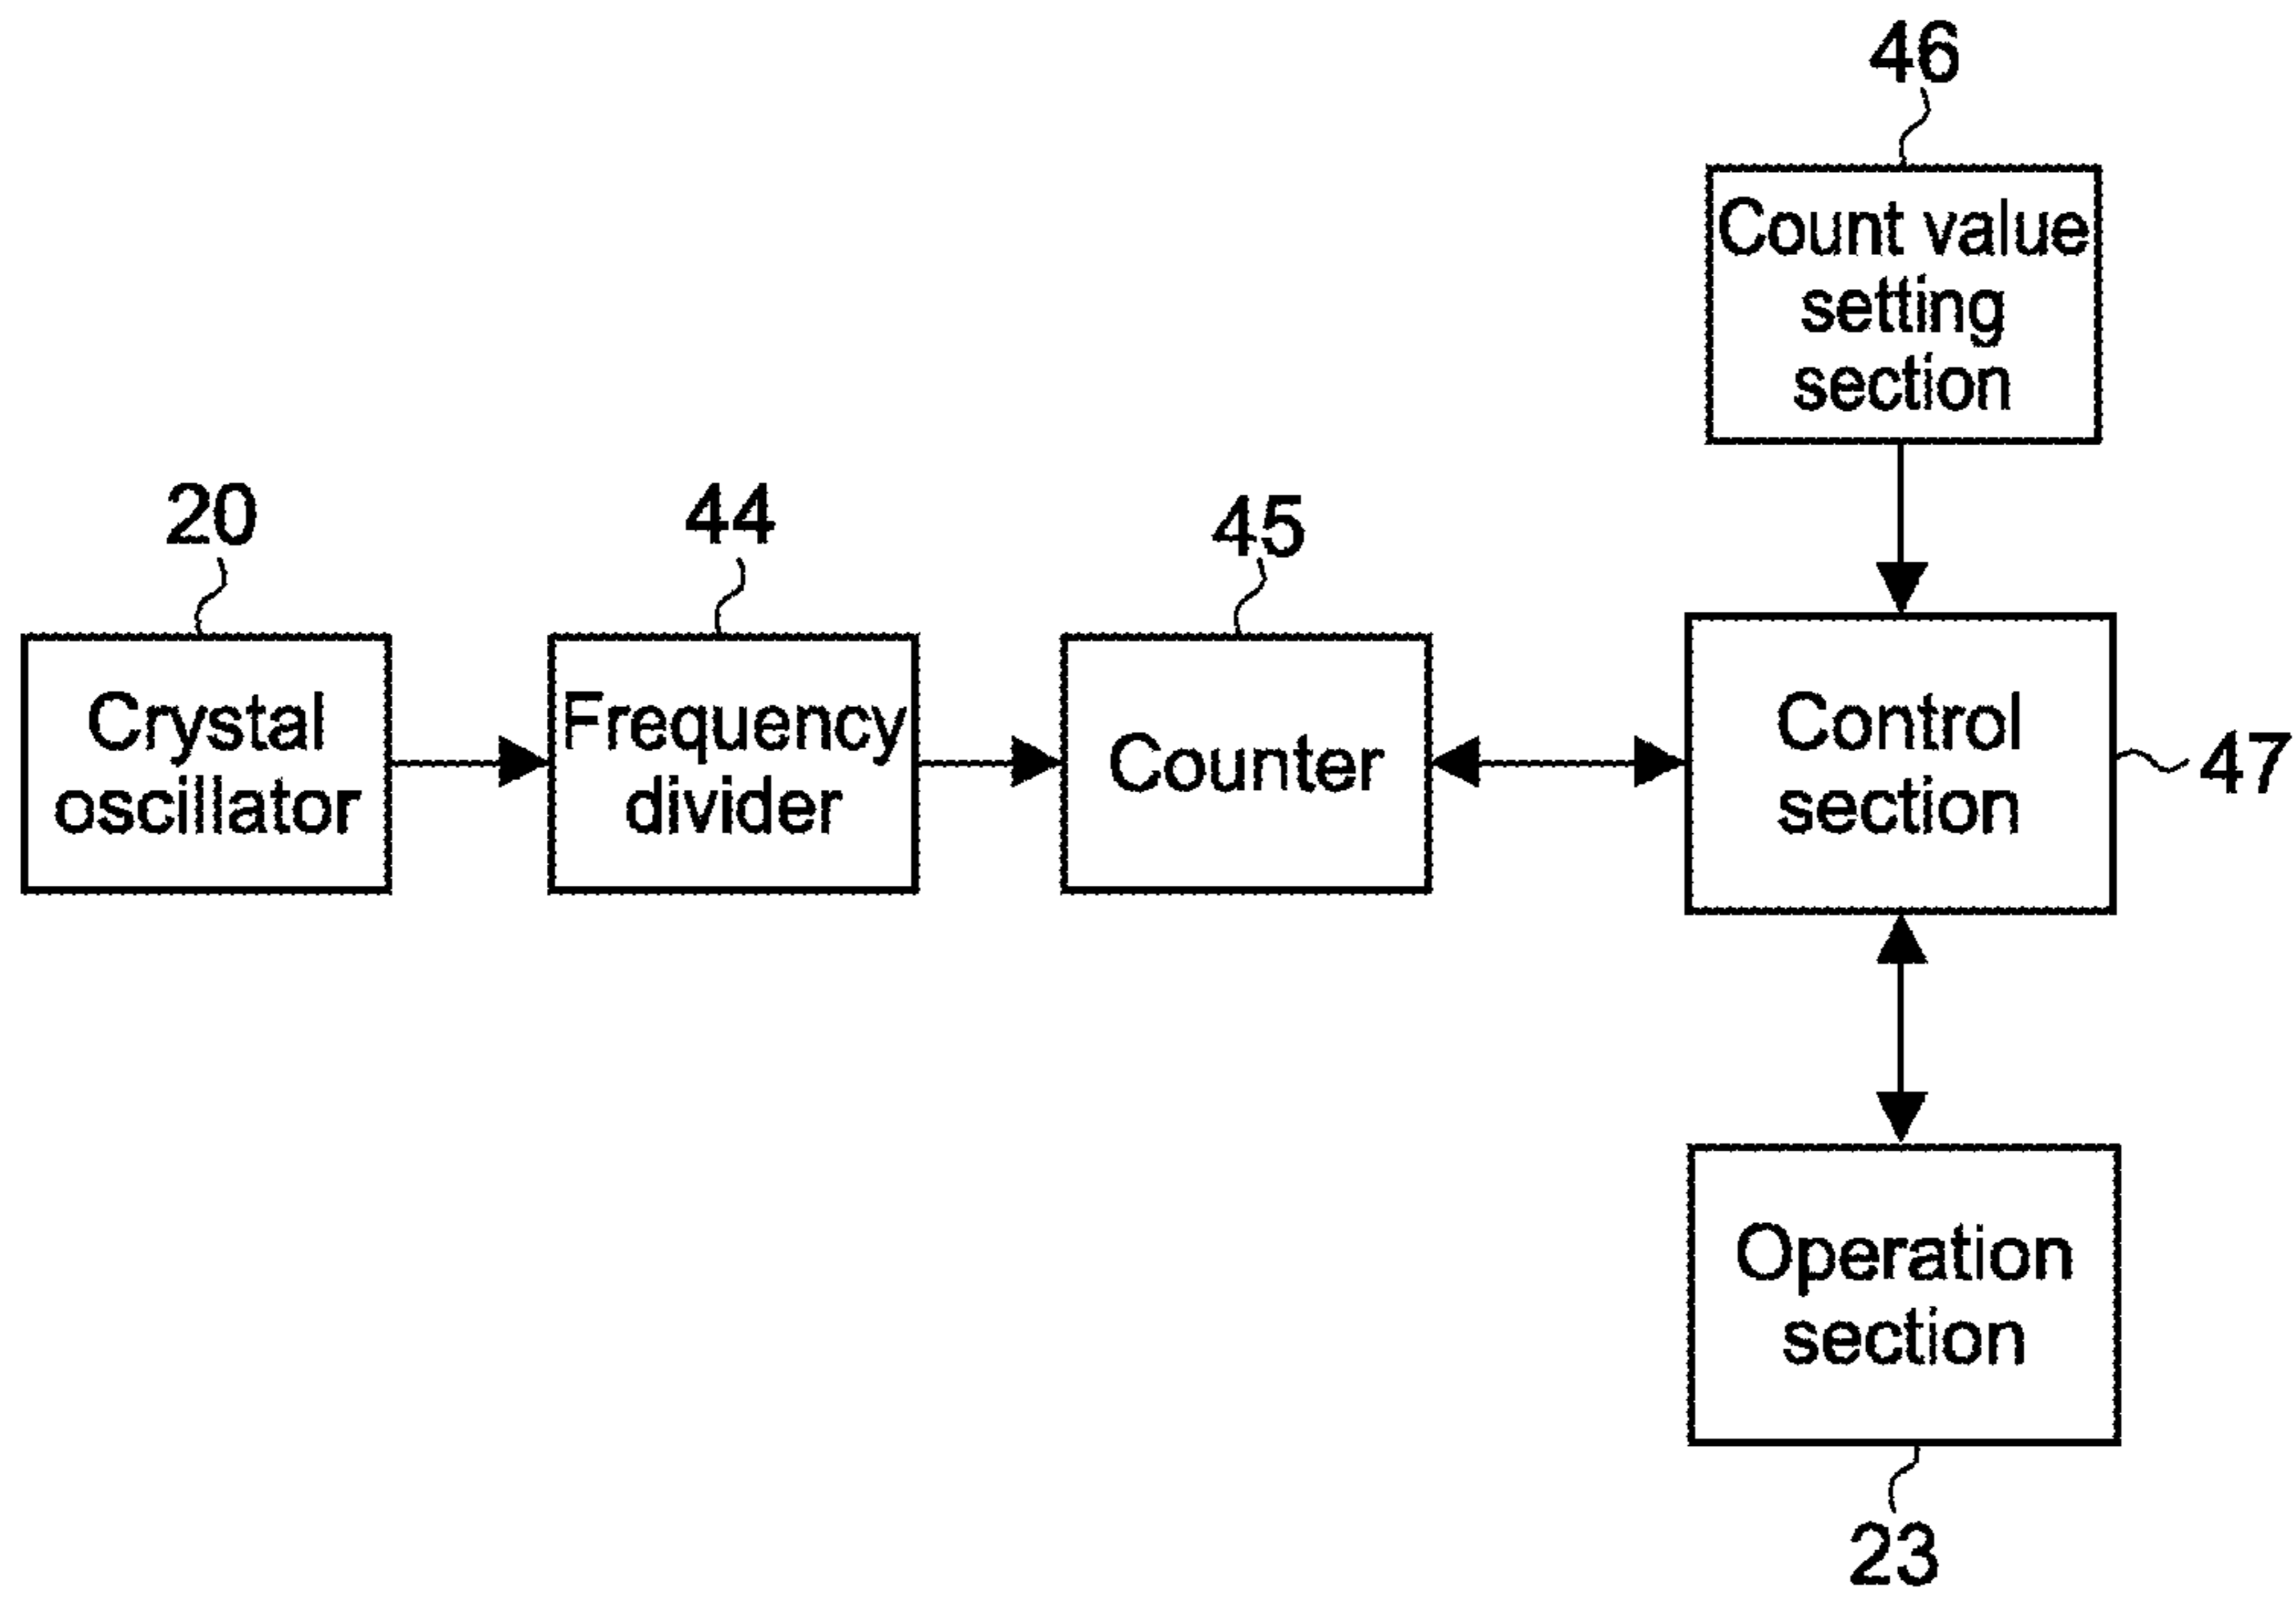 46
Count value
setting
section
20
44
45
Crystal
oscillator
Frequency
divider
Counter
Control
section
47
Operation
section
23